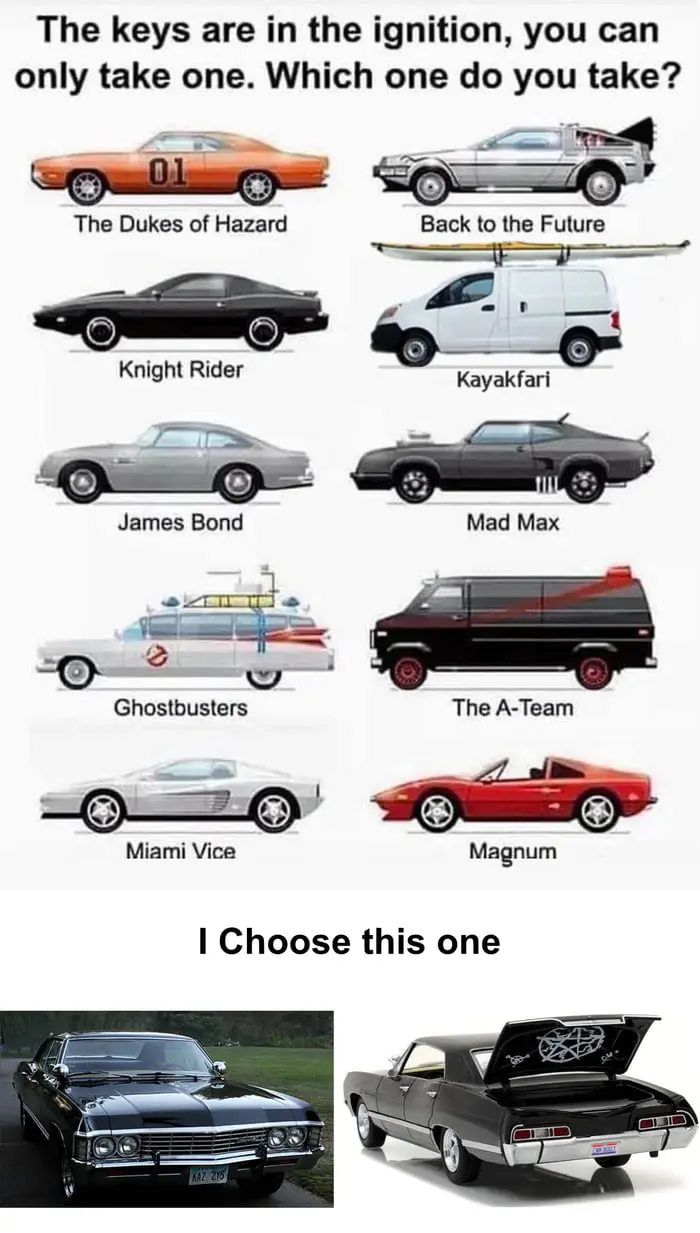 The keys are in the ignition, you can
only take one. Which one do you take?
01
The Dukes of Hazard
Back to the Future
Knight Rider
Kayakfari
James Bond
Mad Max
Ghostbusters
The A-Team
Miami Vice
Magnum
I Choose this one
KAZ 2Y5